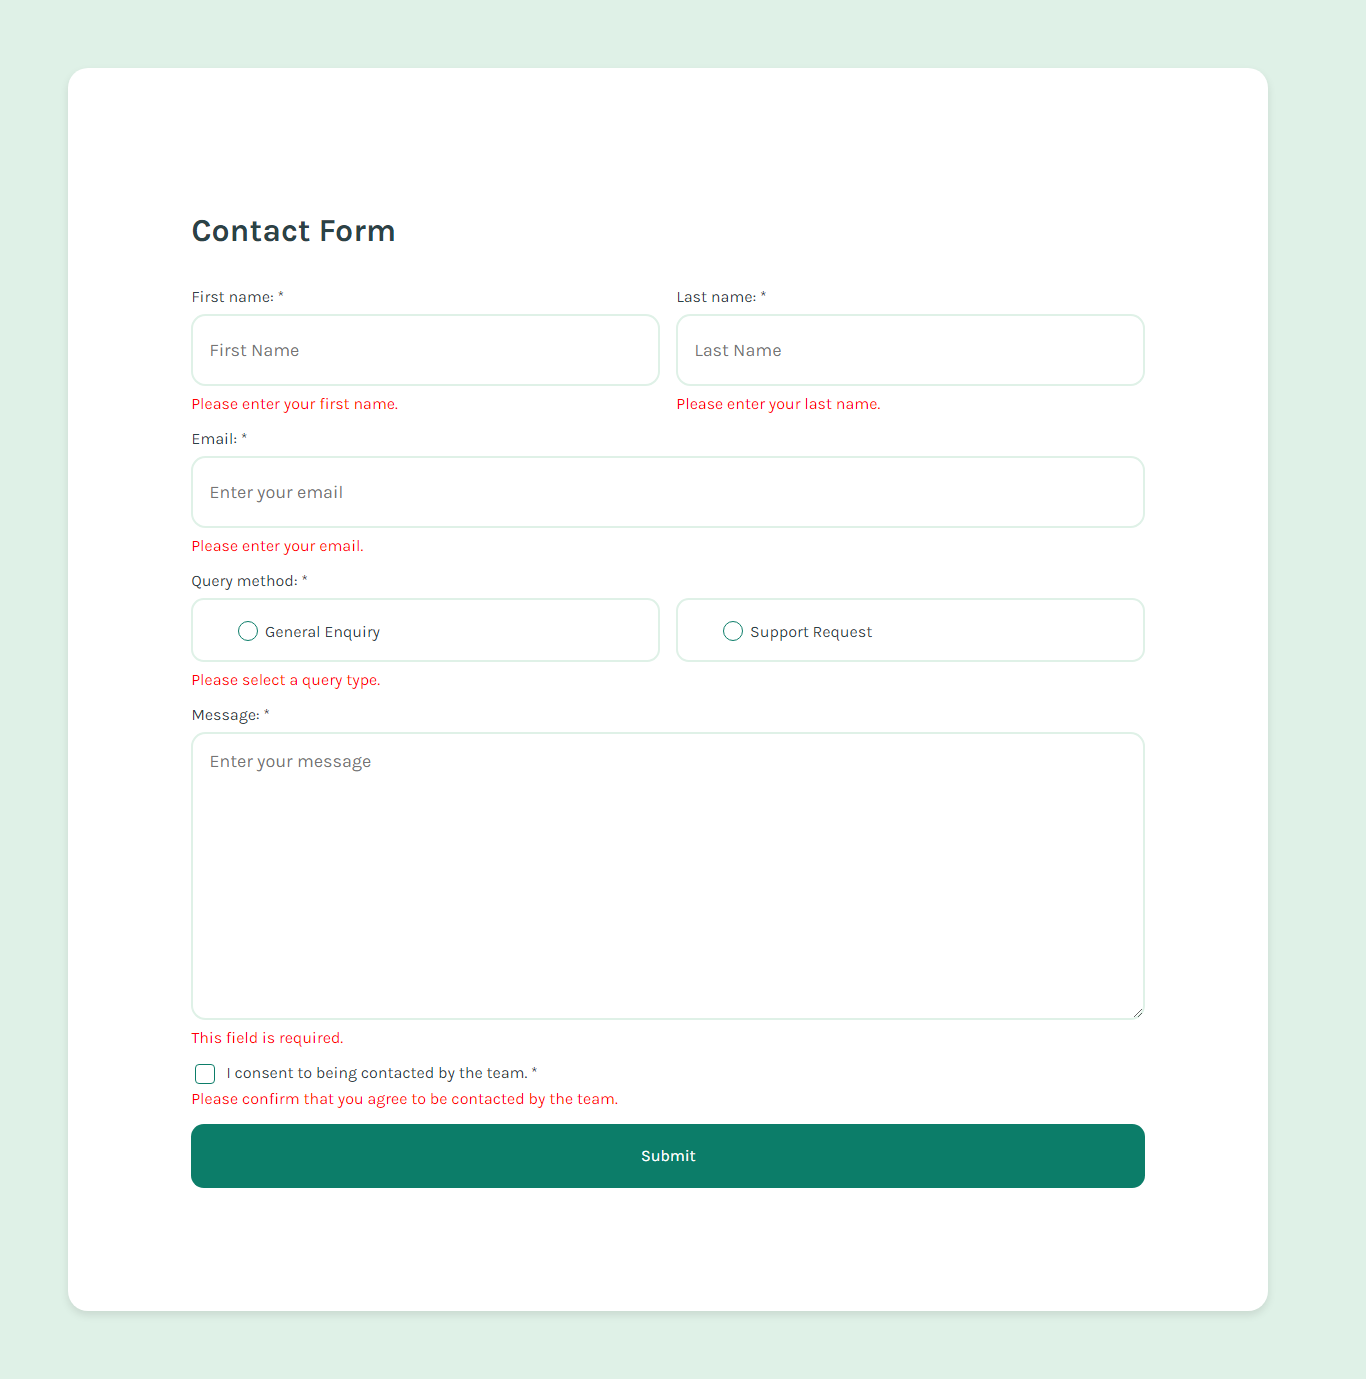 Contact Form
First name: *
Last name: *
First Name
Last Name
Please enter your first name.
Please enter your last name.
Email: *
Enter your email
Please enter your email.
Query method: *
General Enquiry
Support Request
Please select a query type.
Message: *
Enter your message
This field is required.
I consent to being contacted by the team. *
Please confirm that you agree to be contacted by the team.
Submit